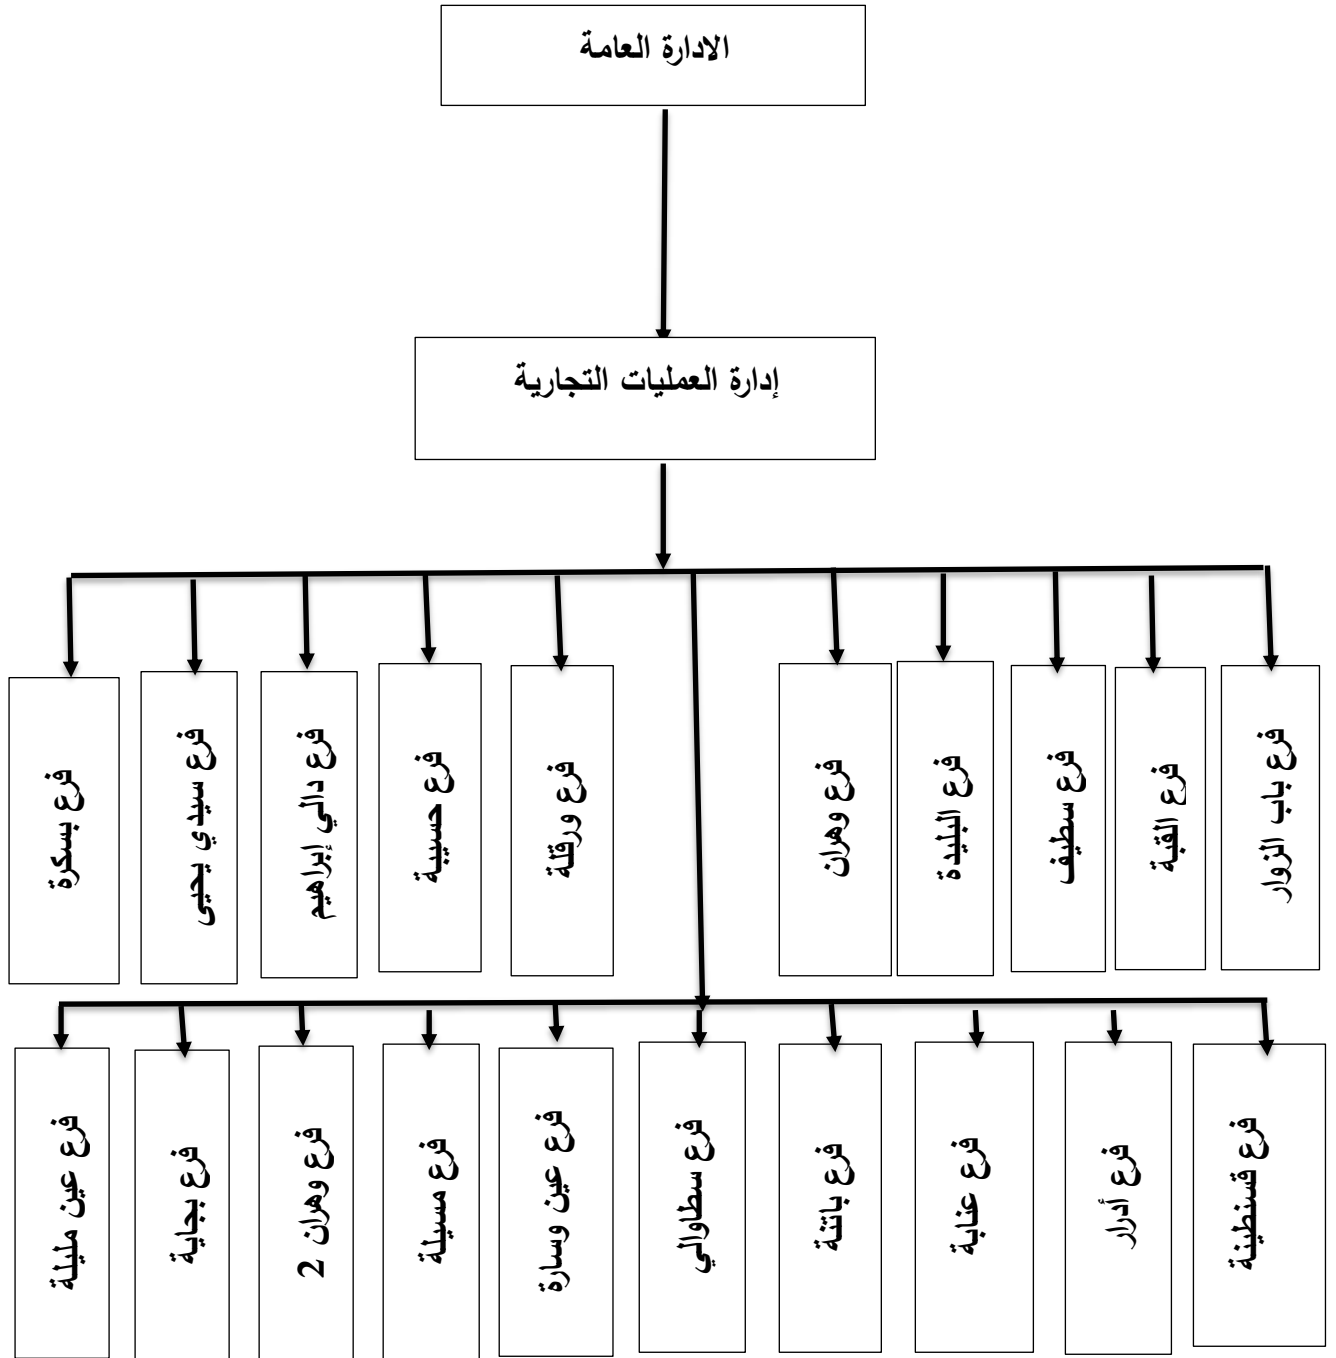 الادارة العامة
إدارة العمليات التجارية
فرع باب الزوار
فرع القبة
فرع سطيف
فرع البليدة
فرع وهران
فرع ورقلة
فرع حسيبة
فرع دالي إبراهيم
فرع سيدي يحيى
فرع بسكرة
فرع قسنطينة
فرع أدرار
فرع عنابة
فرع باتنة
فرع سطاوالي
فرع عين وسارة
فرع مسيلة
فرع وهران 2
فرع بجاية
فرع عين مليلة